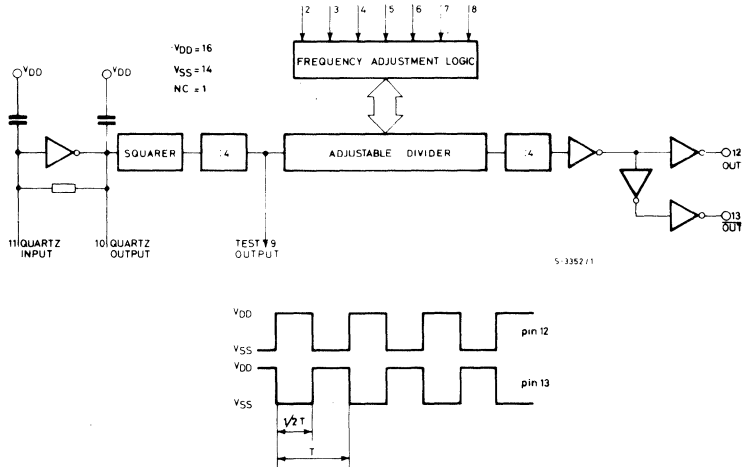 2 3 4 5 6 7 8
VDD = 16
VSS = 14
NC = 1
FREQUENCY ADJUSTMENT LOGIC
VDD
VDD
SQUARER
:4
ADJUSTABLE DIVIDER
:4
12
OUT
13
OUT
11 QUARTZ
INPUT
10 QUARTZ
OUTPUT
TEST 9
OUTPUT
S-3352/1
VDD
VSS
pin 12
VDD
VSS
pin 13
1/2 T
T